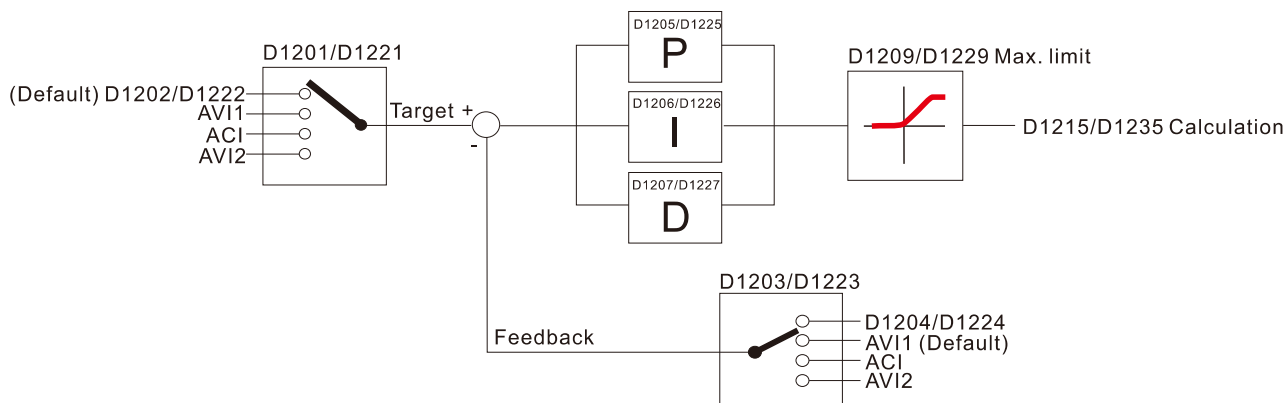 D1201/D1221
(Default) D1202/D1222
AVI1
ACI
AVI2
Target +
-
D1205/D1225
P
D1206/D1226
I
D1207/D1227
D
D1209/D1229 Max. limit
D1215/D1235 Calculation
D1203/D1223
Feedback
D1204/D1224
AVI1 (Default)
ACI
AVI2